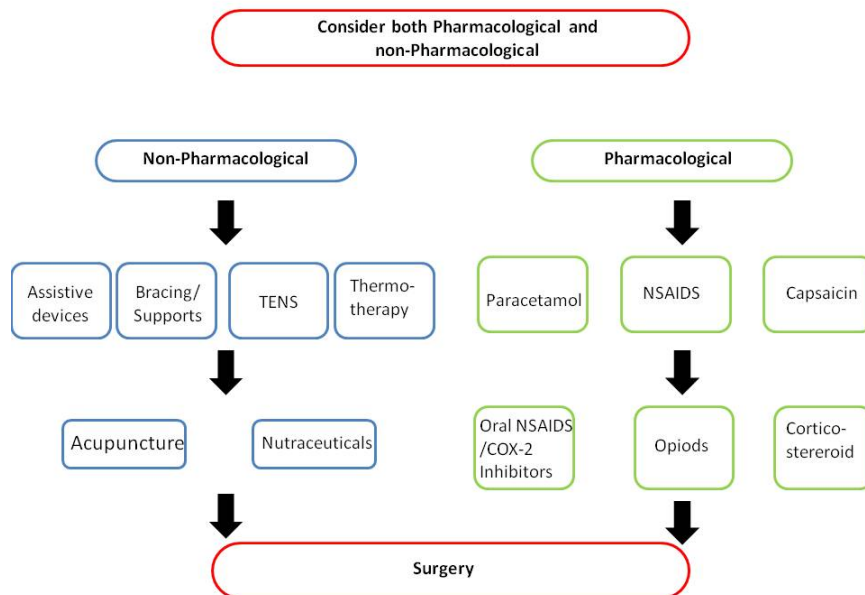 Consider both Pharmacological and
non-Pharmacological
Non-Pharmacological
Pharmacological
Assistive
devices
Bracing/
Supports
TENS
Thermo-
therapy
Paracetamol
NSAIDS
Capsaicin
Acupuncture
Nutraceuticals
Oral NSAIDS
/COX-2
Inhibitors
Opiods
Cortico-
stereroid
Surgery